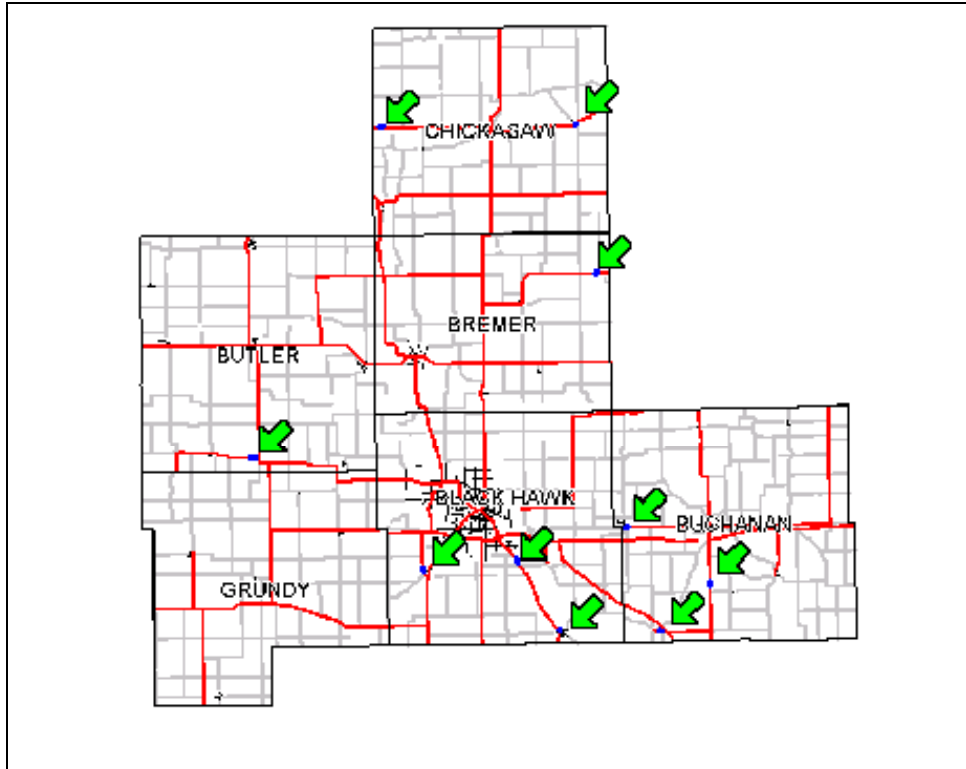 CHICKASAW
BREMER
BUTLER
BLACK HAWK
BUCHANAN
GRUNDY